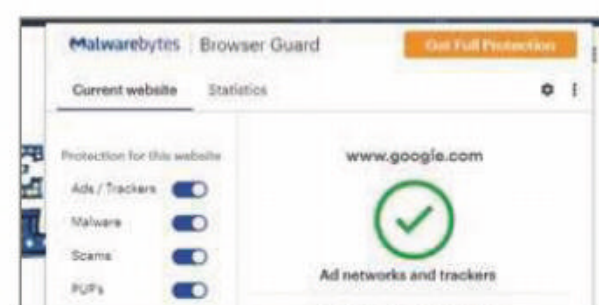 Malwarebytes | Browser Guard
Get Full Protection
Current website Statistics
Protection for this website
Ads / Trackers
Malware
Scams
PUPs
www.google.com
Ad networks and trackers